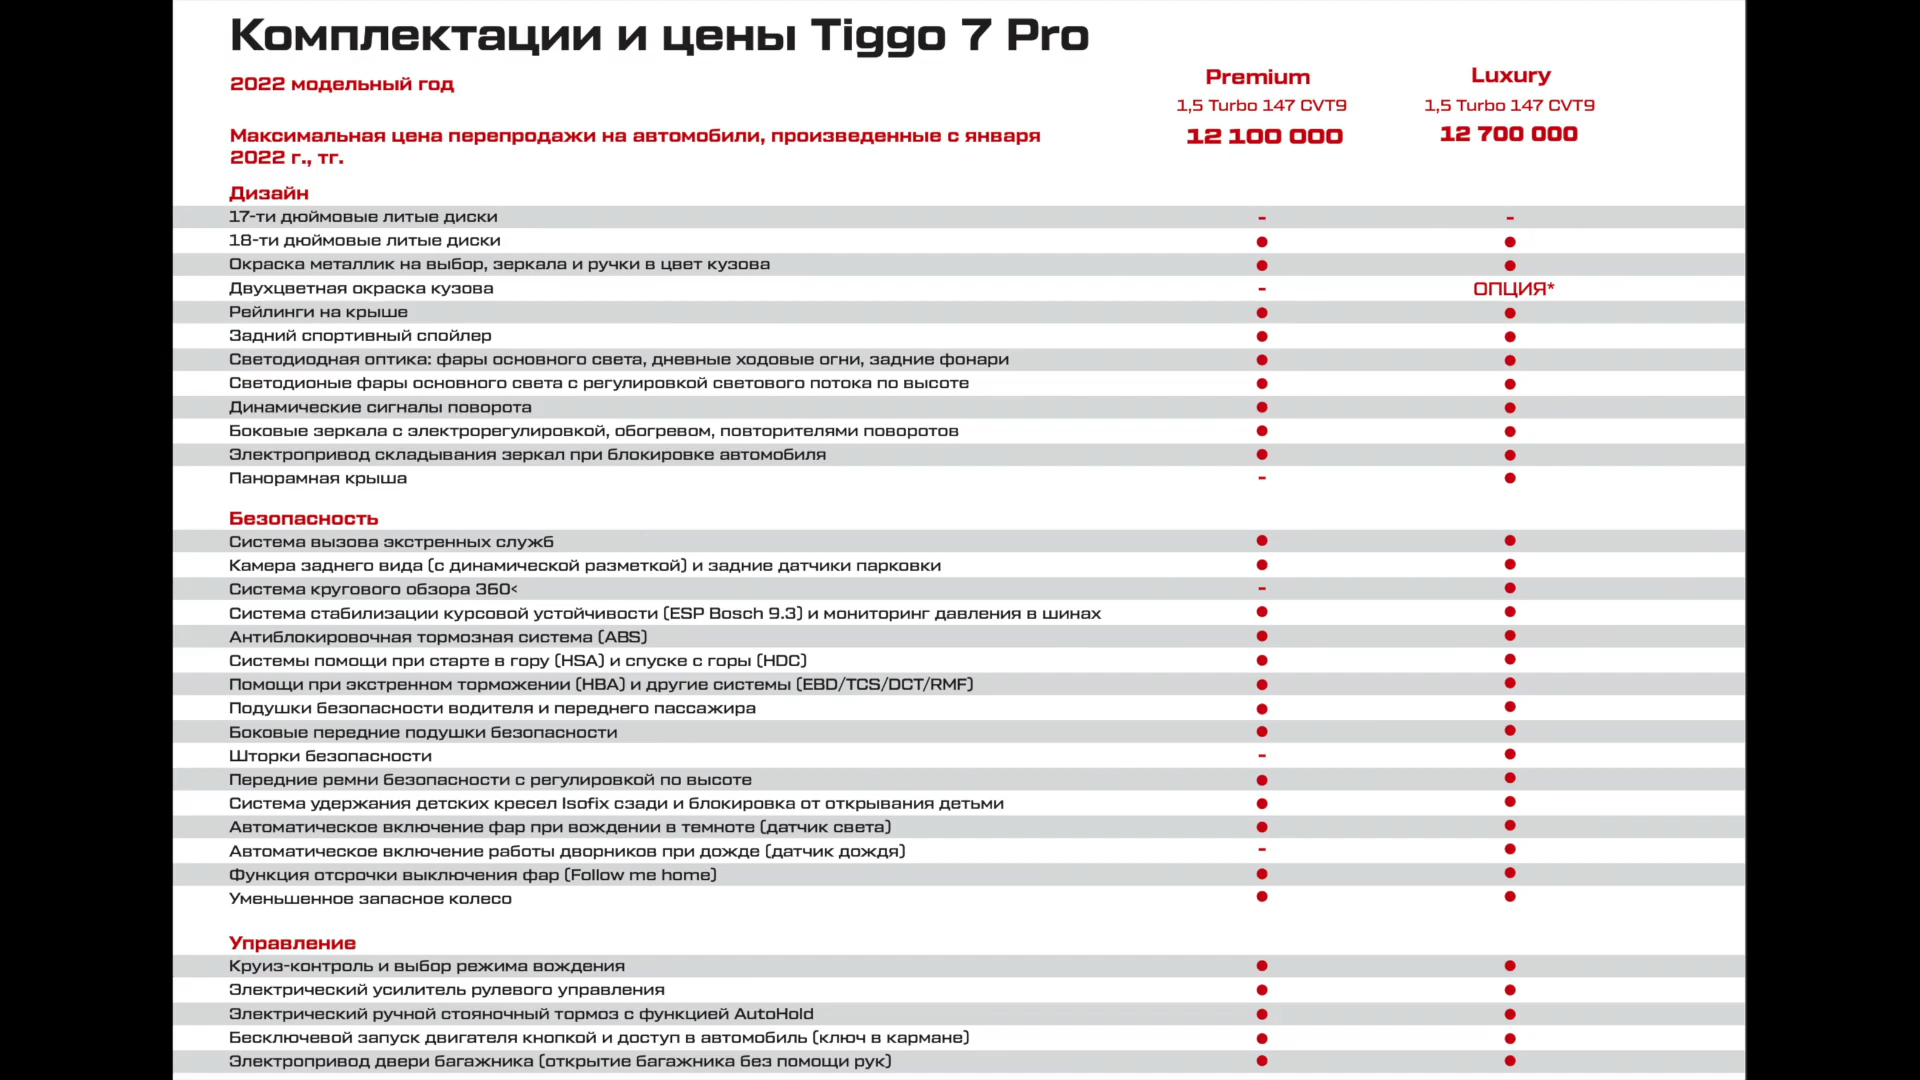 Комплектации и цены Tiggo 7 Pro
2022 модельный год
Premium
Luxury
1,5 Turbo 147 CVT9
1,5 Turbo 147 CVT9
Максимальная цена перепродажи на автомобили, произведенные с января
2022 г., тг.
12 100 000
12 700 000
Дизайн
17-ти дюймовые литые диски - -
18-ти дюймовые литые диски ● ●
Окраска металлик на выбор, зеркала и ручки в цвет кузова ● ●
Двухцветная окраска кузова - ОПЦИЯ*
Рейлинги на крыше ● ●
Задний спортивный спойлер ● ●
Светодиодная оптика: фары основного света, дневные ходовые огни, задние фонари ● ●
Светодионые фары основного света с регулировкой светового потока по высоте ● ●
Динамические сигналы поворота ● ●
Боковые зеркала с электрорегулировкой, обогревом, повторителями поворотов ● ●
Электропривод складывания зеркал при блокировке автомобиля ● ●
Панорамная крыша - ●
Безопасность
Система вызова экстренных служб ● ●
Камера заднего вида (с динамической разметкой) и задние датчики парковки ● ●
Система кругового обзора 360< - ●
Система стабилизации курсовой устойчивости (ESP Bosch 9.3) и мониторинг давления в шинах ● ●
Антиблокировочная тормозная система (ABS) ● ●
Системы помощи при старте в гору (HSA) и спуске с горы (HDC) ● ●
Помощи при экстренном торможении (HBA) и другие системы (EBD/TCS/DCT/RMF) ● ●
Подушки безопасности водителя и переднего пассажира ● ●
Боковые передние подушки безопасности ● ●
Шторки безопасности - ●
Передние ремни безопасности с регулировкой по высоте ● ●
Система удержания детских кресел Isofix сзади и блокировка от открывания детьми ● ●
Автоматическое включение фар при вождении в темноте (датчик света) ● ●
Автоматическое включение работы дворников при дожде (датчик дождя) - ●
Функция отсрочки выключения фар (Follow me home) ● ●
Уменьшенное запасное колесо ● ●
Управление
Круиз-контроль и выбор режима вождения ● ●
Электрический усилитель рулевого управления ● ●
Электрический ручной стояночный тормоз с функцией AutoHold ● ●
Бесключевой запуск двигателя кнопкой и доступ в автомобиль (ключ в кармане) ● ●
Электропривод двери багажника (открытие багажника без помощи рук) ● ●